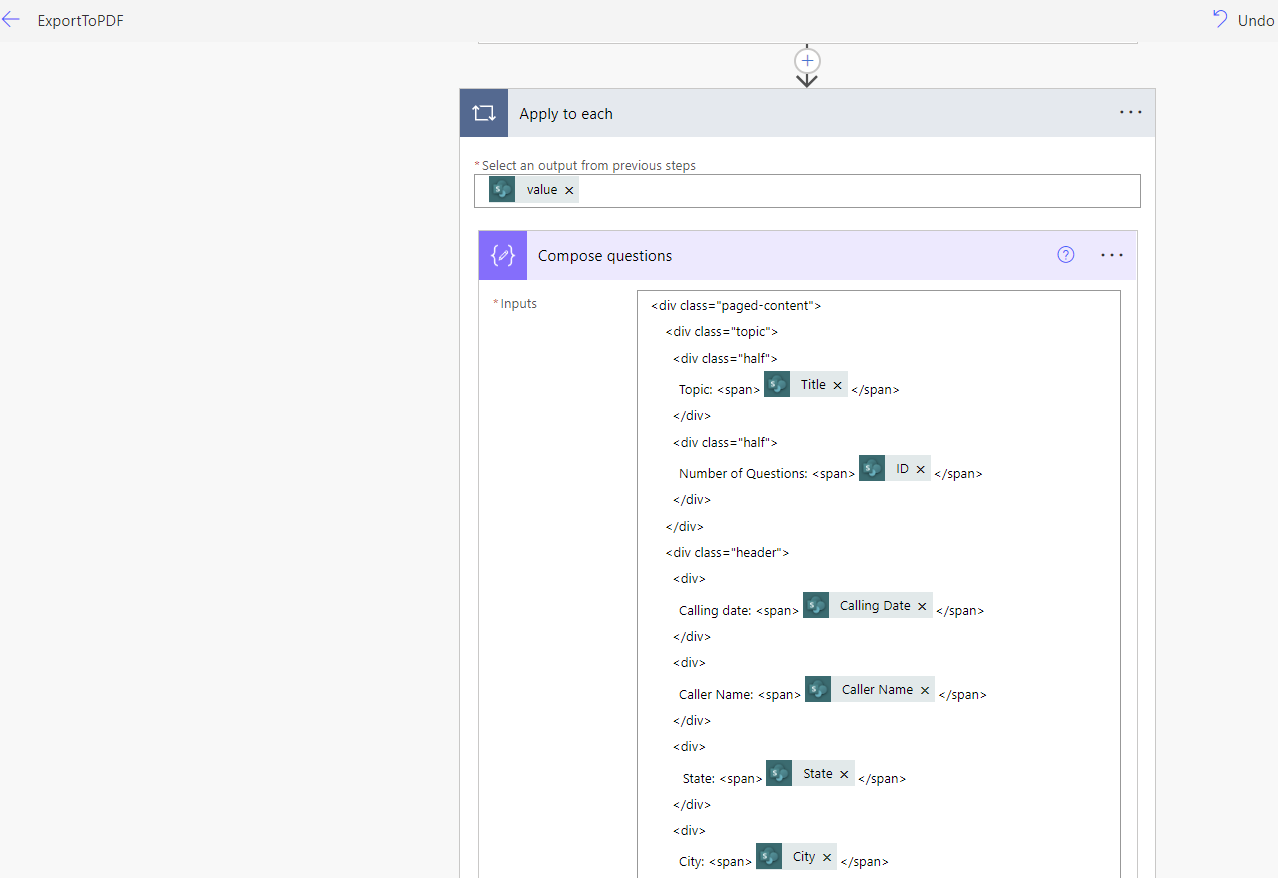 ExportToPDF
Undo
Apply to each
* Select an output from previous steps
value
Compose questions
* Inputs
<div class="paged-content">
<div class="topic">
<div class="half">
Topic: <span> Title </span>
</div>
<div class="half">
Number of Questions: <span> ID </span>
</div>
</div>
<div class="header">
<div>
Calling date: <span> Calling Date </span>
</div>
<div>
Caller Name: <span> Caller Name </span>
</div>
<div>
State: <span> State </span>
</div>
<div>
City: <span> City </span>